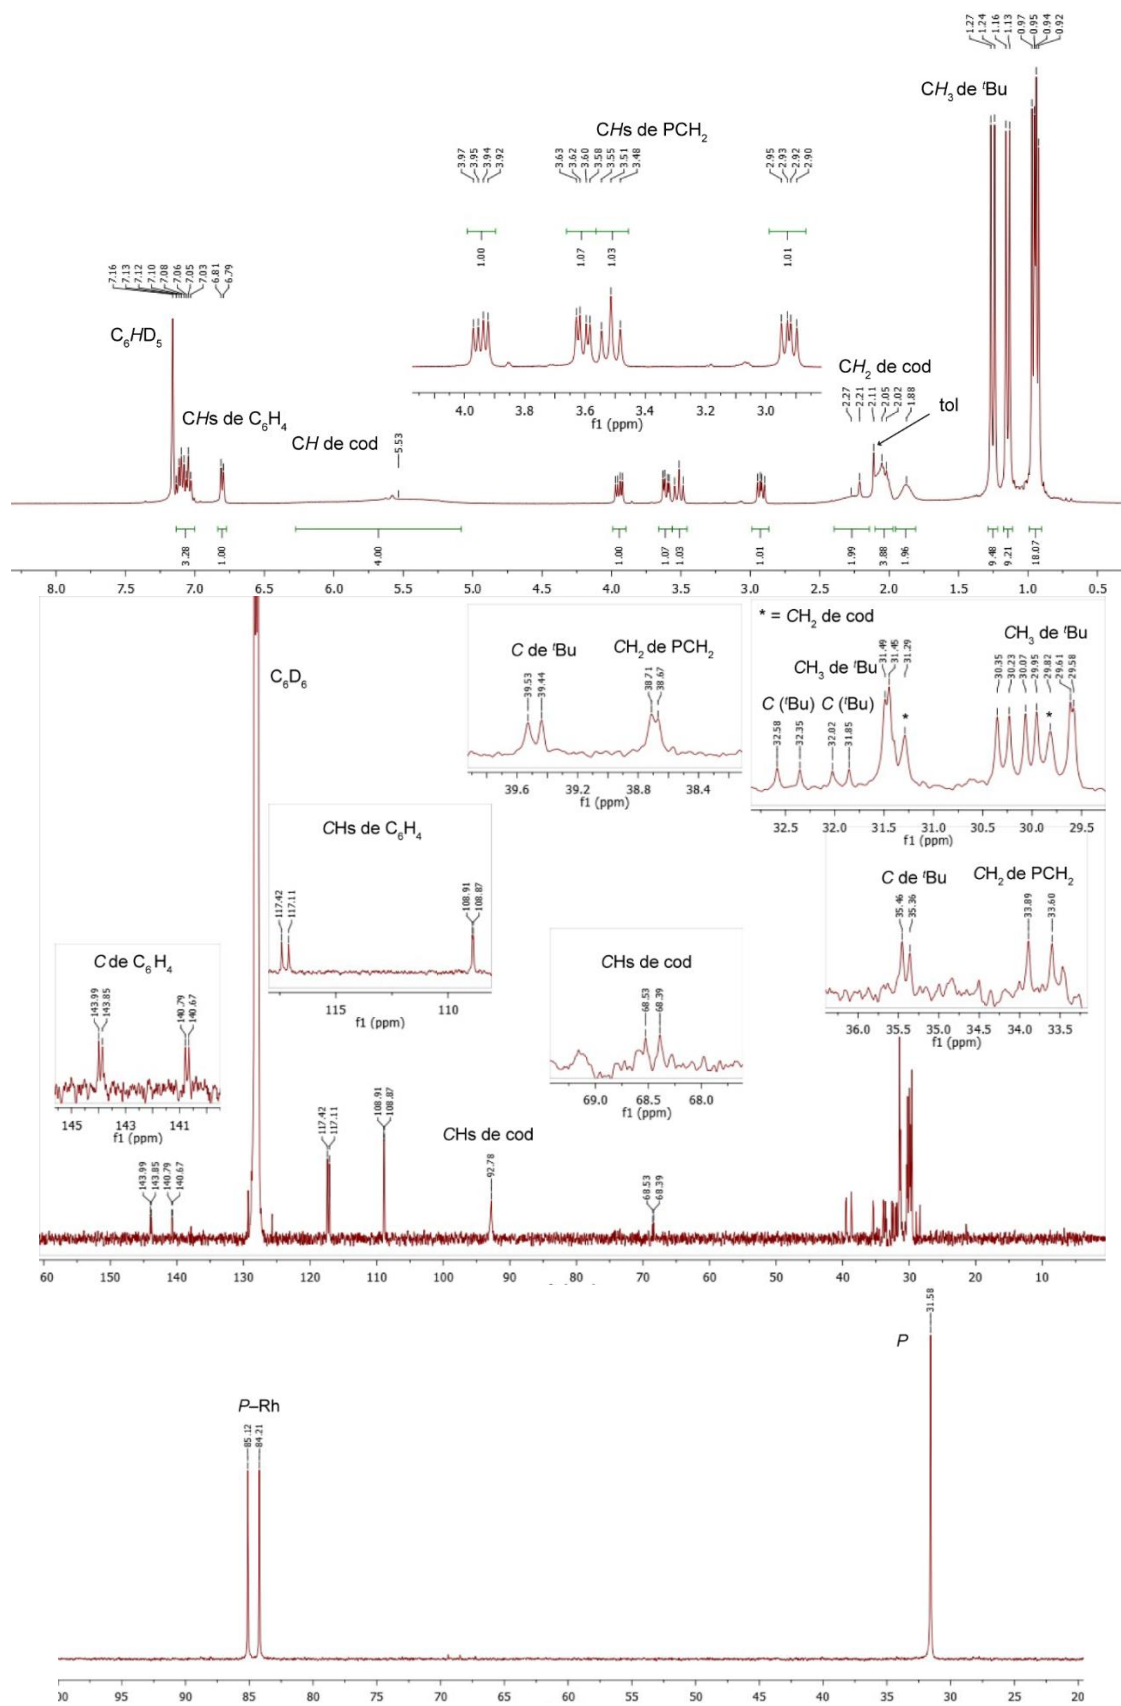 1.27
1.24
1.16
1.13
0.97
0.95
0.94
0.92
CH3 de tBu
CHs de PCH2
3.97
3.95
3.94
3.92
3.63
3.62
3.60
3.58
3.55
3.51
3.48
2.95
2.93
2.92
2.90
1.00
1.07
1.03
1.01
4.0 3.8 3.6 3.4 3.2 3.0
f1 (ppm)
7.16
7.13
7.12
7.10
7.08
7.06
7.05
7.03
6.81
6.79
C6HD5
CHs de C6H4
CH de cod
5.53
CH2 de cod
2.27
2.21
2.11
2.05
2.02
1.88
tol
3.28
1.00
4.00
1.00
1.07
1.03
1.01
1.99
3.88
1.96
9.48
9.21
18.07
8.0 7.5 7.0 6.5 6.0 5.5 5.0 4.5 4.0 3.5 3.0 2.5 2.0 1.5 1.0 0.5
C6D6
C de tBu
CH2 de PCH2
39.53
39.44
38.71
38.67
39.6 39.2 38.8 38.4
f1 (ppm)
* = CH2 de cod
CH3 de tBu
CH3 de tBu
C (tBu) C (tBu)
32.58
32.35
32.02
31.85
31.49
31.45
31.29
*
30.35
30.23
30.07
29.95
29.82
29.61
29.58
*
32.5 32.0 31.5 31.0 30.5 30.0 29.5
f1 (ppm)
CHs de C6H4
117.42
117.11
108.91
108.87
115 110
f1 (ppm)
C de tBu
CH2 de PCH2
35.46
35.36
33.89
33.60
36.0 35.5 35.0 34.5 34.0 33.5
f1 (ppm)
C de C6H4
143.99
143.85
140.79
140.67
145 143 141
f1 (ppm)
CHs de cod
68.53
68.39
69.0 68.5 68.0
f1 (ppm)
143.99
143.85
140.79
140.67
117.42
117.11
108.91
108.87
CHs de cod
92.78
68.53
68.39
60 150 140 130 120 110 100 90 80 70 60 50 40 30 20 10
31.58
P
P–Rh
85.12
84.21
00 95 90 85 80 75 70 65 60 55 50 45 40 35 30 25 20